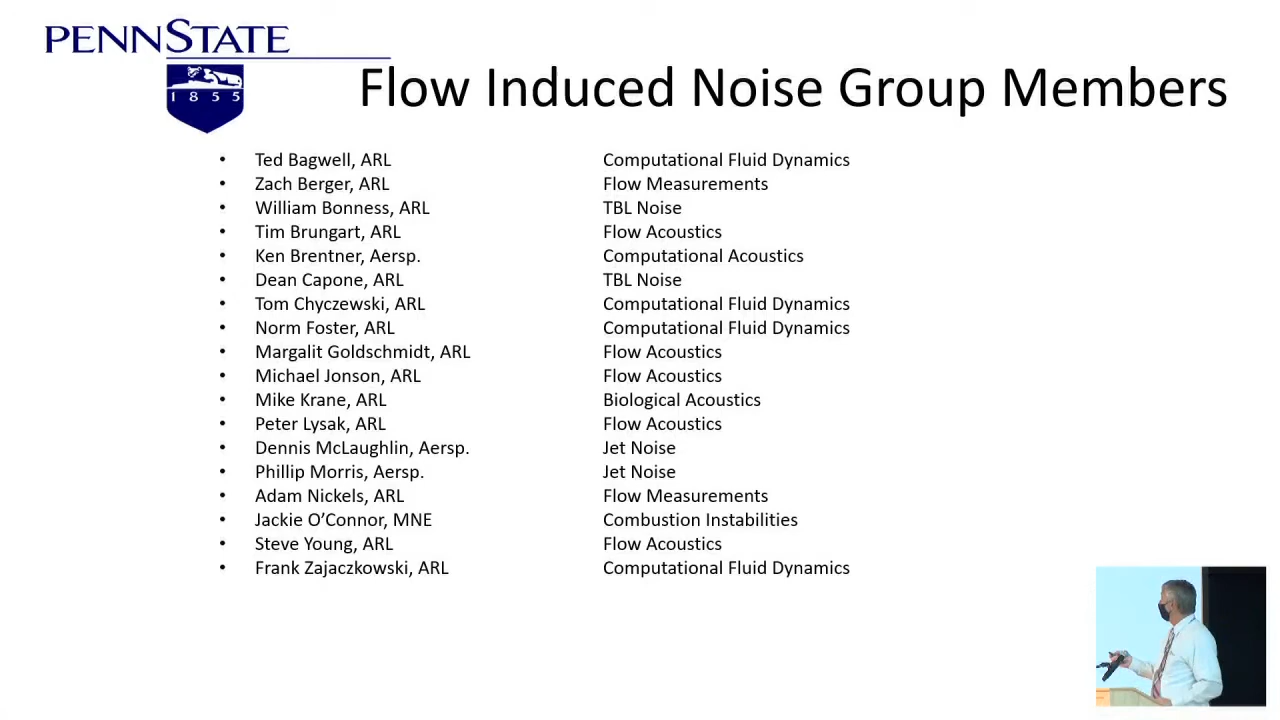 PENNSTATE
1855
Flow Induced Noise Group Members
• Ted Bagwell, ARL Computational Fluid Dynamics
• Zach Berger, ARL Flow Measurements
• William Bonness, ARL TBL Noise
• Tim Brungart, ARL Flow Acoustics
• Ken Brentner, Aersp. Computational Acoustics
• Dean Capone, ARL TBL Noise
• Tom Chyczewski, ARL Computational Fluid Dynamics
• Norm Foster, ARL Computational Fluid Dynamics
• Margalit Goldschmidt, ARL Flow Acoustics
• Michael Jonson, ARL Flow Acoustics
• Mike Krane, ARL Biological Acoustics
• Peter Lysak, ARL Flow Acoustics
• Dennis McLaughlin, Aersp. Jet Noise
• Phillip Morris, Aersp. Jet Noise
• Adam Nickels, ARL Flow Measurements
• Jackie O’Connor, MNE Combustion Instabilities
• Steve Young, ARL Flow Acoustics
• Frank Zajaczkowski, ARL Computational Fluid Dynamics